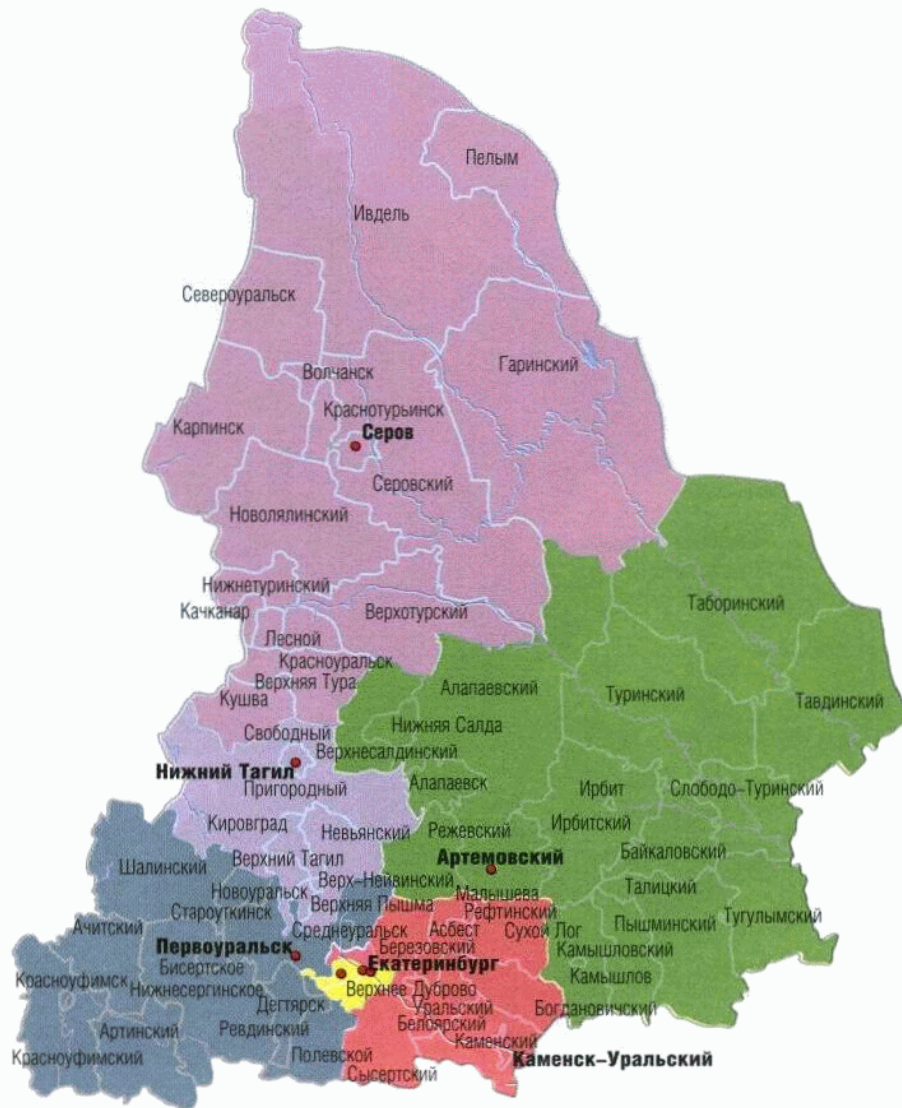 Пелым
Ивдель
Североуральск
Гаринский
Волчанск
Краснотурьинск
Карпинск
Серов
Серовский
Новолялинский
Нижнетуринский
Качканар
Верхотурский
Таборинский
Лесной
Красноуральск
Верхняя Тура
Кушва
Алапаевский
Туринский
Тавдинский
Свободный
Нижняя Салда
Верхнесалдинский
Нижний Тагил
Пригородный
Алапаевск
Ирбит
Слободо-Туринский
Кировград
Невьянский
Режевский
Ирбитский
Шалинский
Верхний Тагил
Артемовский
Байкаловский
Новоуральск
Верх-Нейвинский
Малышева
Талицкий
Староуткинск
Верхняя Пышма
Рефтинский
Ачитский
Среднеуральск
Асбест
Сухой Лог
Пышминский
Тугулымский
Первоуральск
Березовский
Камышловский
Красноуфимск
Бисертское
Екатеринбург
Камышлов
Нижнесергинское
Верхнее Дуброво
Дегтярск
Уральский
Богдановичский
Артинский
Ревдинский
Белоярский
Красноуфимский
Полевской
Каменский
Сысертский
Каменск-Уральский